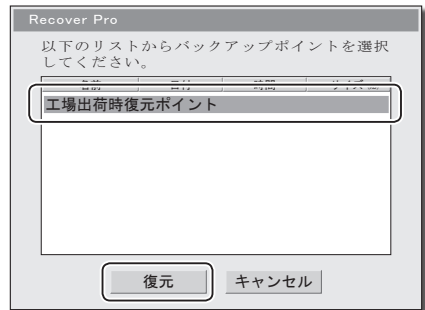 Recover Pro
以下のリストからバックアップポイントを選択
してください。
工場出荷時復元ポイント
復元
キャンセル